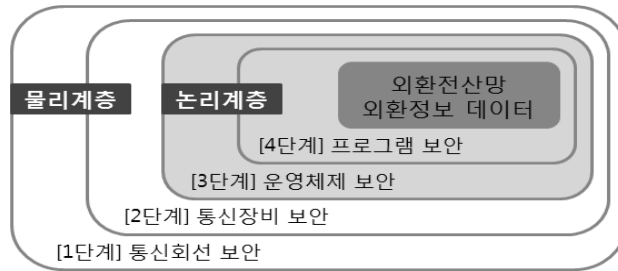 외환전산망
외환정보 데이터
물리계층
논리계층
[4단계] 프로그램 보안
[3단계] 운영체제 보안
[2단계] 통신장비 보안
[1단계] 통신회선 보안